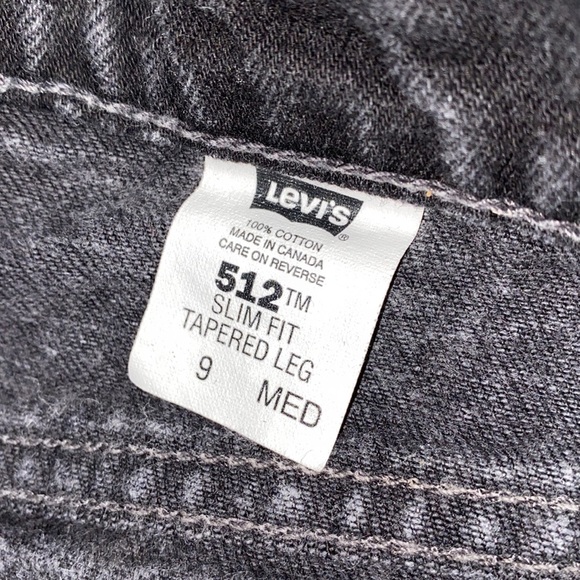 Levi's ®
100% COTTON
MADE IN CANADA
CARE ON REVERSE
512™
SLIM FIT
TAPERED LEG
9 MED